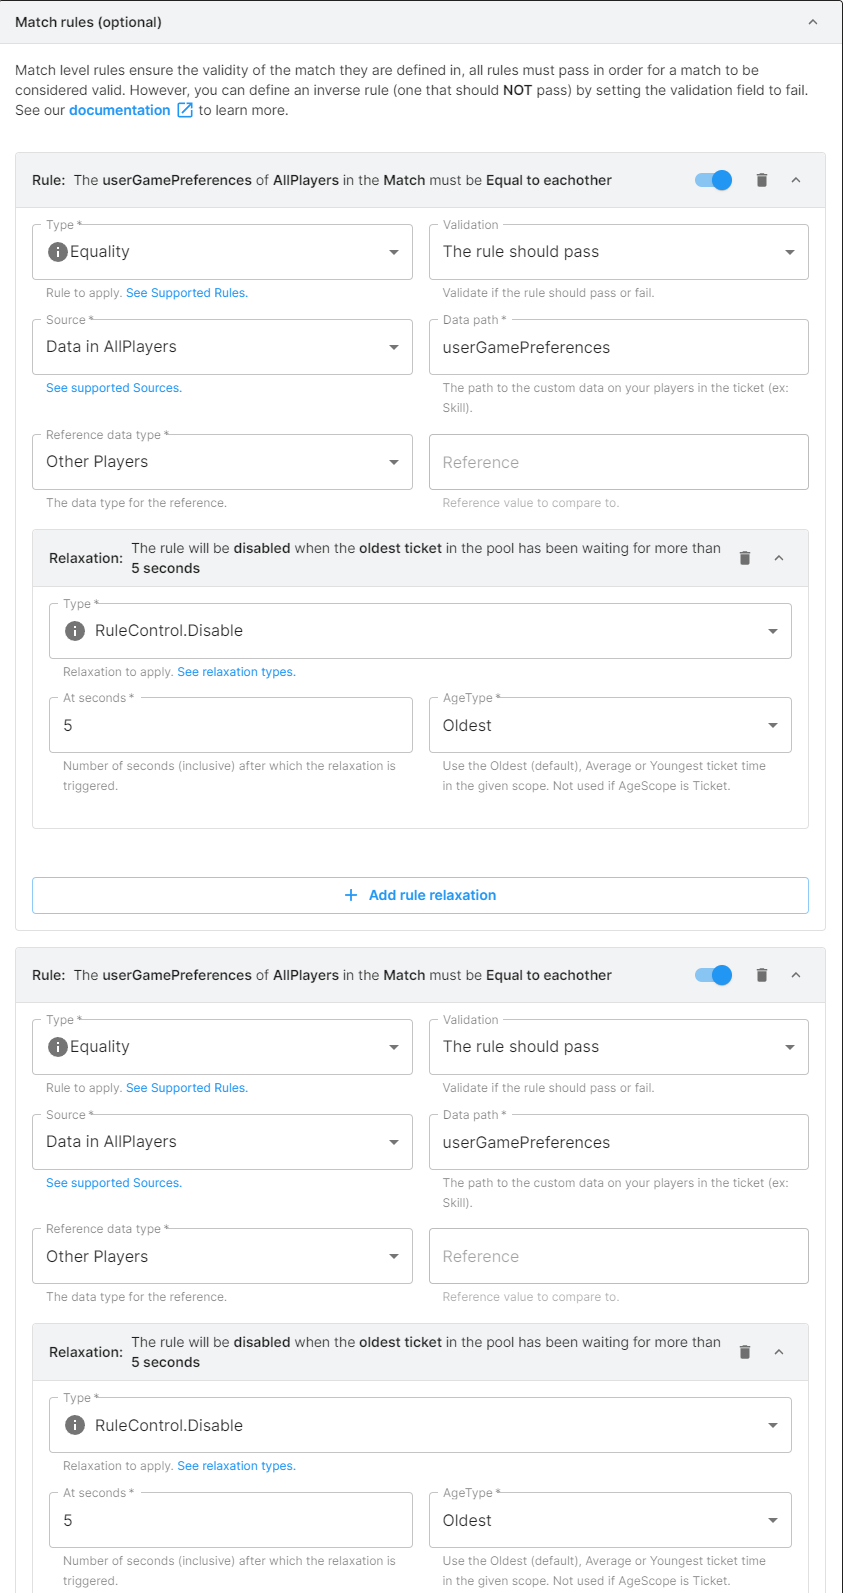 Match rules (optional)
Match level rules ensure the validity of the match they are defined in, all rules must pass in order for a match to be
considered valid. However, you can define an inverse rule (one that should NOT pass) by setting the validation field to fail.
See our documentation to learn more.
Rule: The userGamePreferences of AllPlayers in the Match must be Equal to eachother
Type *
Validation
Equality
The rule should pass
Rule to apply. See Supported Rules.
Validate if the rule should pass or fail.
Source *
Data path *
Data in AllPlayers
userGamePreferences
See supported Sources.
The path to the custom data on your players in the ticket (ex:
Skill).
Reference data type *
Other Players
Reference
The data type for the reference.
Reference value to compare to.
Relaxation: The rule will be disabled when the oldest ticket in the pool has been waiting for more than
5 seconds
Type *
RuleControl.Disable
Relaxation to apply. See relaxation types.
At seconds *
AgeType *
5
Oldest
Number of seconds (inclusive) after which the relaxation is
triggered.
Use the Oldest (default), Average or Youngest ticket time
in the given scope. Not used if AgeScope is Ticket.
+ Add rule relaxation
Rule: The userGamePreferences of AllPlayers in the Match must be Equal to eachother
Type *
Validation
Equality
The rule should pass
Rule to apply. See Supported Rules.
Validate if the rule should pass or fail.
Source *
Data path *
Data in AllPlayers
userGamePreferences
See supported Sources.
The path to the custom data on your players in the ticket (ex:
Skill).
Reference data type *
Other Players
Reference
The data type for the reference.
Reference value to compare to.
Relaxation: The rule will be disabled when the oldest ticket in the pool has been waiting for more than
5 seconds
Type *
RuleControl.Disable
Relaxation to apply. See relaxation types.
At seconds *
AgeType *
5
Oldest
Number of seconds (inclusive) after which the relaxation is
triggered.
Use the Oldest (default), Average or Youngest ticket time
in the given scope. Not used if AgeScope is Ticket.